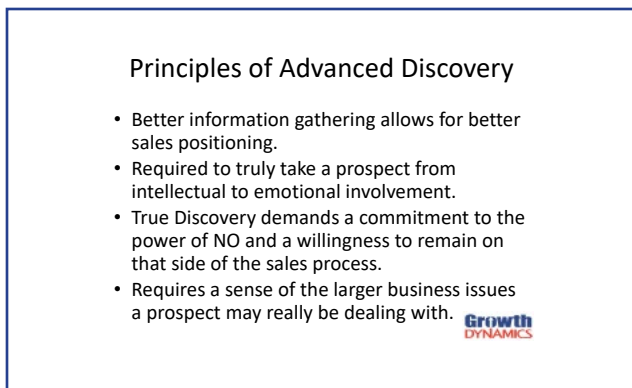 Principles of Advanced Discovery
• Better information gathering allows for better
sales positioning.
• Required to truly take a prospect from
intellectual to emotional involvement.
• True Discovery demands a commitment to the
power of NO and a willingness to remain on
that side of the sales process.
• Requires a sense of the larger business issues
a prospect may really be dealing with.
Growth
DYNAMICS